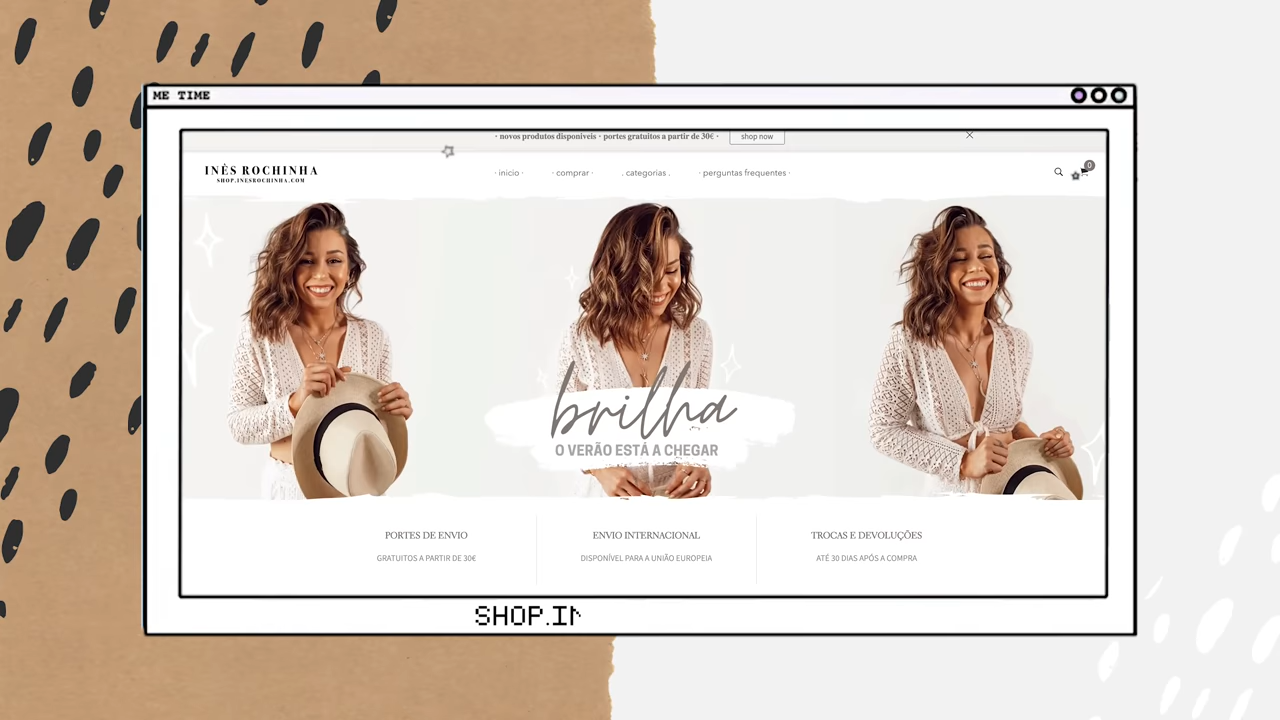 ME TIME
· novos produtos disponíveis · portes gratuitos a partir de 30€ ·
shop now
INÊS ROCHINHA
SHOP.INESROCHINHA.COM
· inicio ·
· comprar ·
. categorias .
· perguntas frequentes ·
0
brilha
O VERÃO ESTÁ A CHEGAR
PORTES DE ENVIO
ENVIO INTERNACIONAL
TROCAS E DEVOLUÇÕES
GRATUITOS A PARTIR DE 30€
DISPONÍVEL PARA A UNIÃO EUROPEIA
ATÉ 30 DIAS APÓS A COMPRA
SHOP.IN